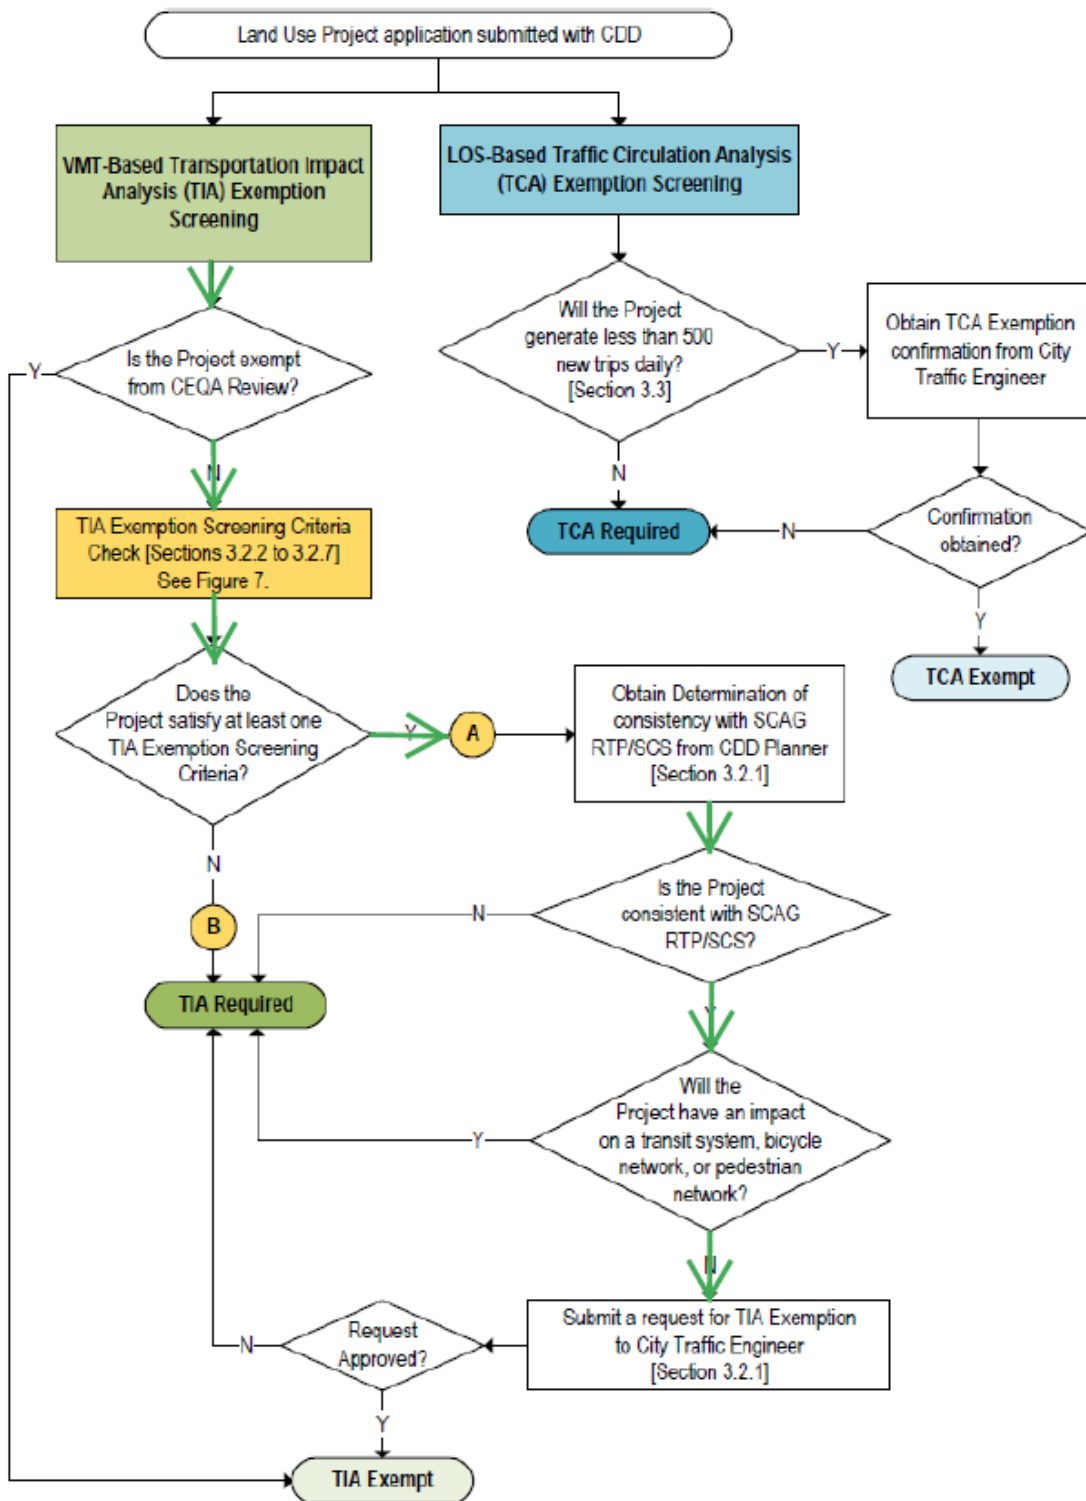 Land Use Project application submitted with CDD
VMT-Based Transportation Impact
Analysis (TIA) Exemption
Screening
LOS-Based Traffic Circulation Analysis
(TCA) Exemption Screening
Is the Project exempt
from CEQA Review?
Y
N
Will the Project
generate less than 500
new trips daily?
[Section 3.3]
Y
N
Obtain TCA Exemption
confirmation from City
Traffic Engineer
Confirmation
obtained?
N
Y
TCA Required
TCA Exempt
TIA Exemption Screening Criteria
Check [Sections 3.2.2 to 3.2.7]
See Figure 7.
Does the
Project satisfy at least one
TIA Exemption Screening
Criteria?
Y
A
N
B
Obtain Determination of
consistency with SCAG
RTP/SCS from CDD Planner
[Section 3.2.1]
Is the Project
consistent with SCAG
RTP/SCS?
N
Y
TIA Required
Will the
Project have an impact
on a transit system, bicycle
network, or pedestrian
network?
Y
N
Submit a request for TIA Exemption
to City Traffic Engineer
[Section 3.2.1]
Request
Approved?
N
Y
TIA Exempt